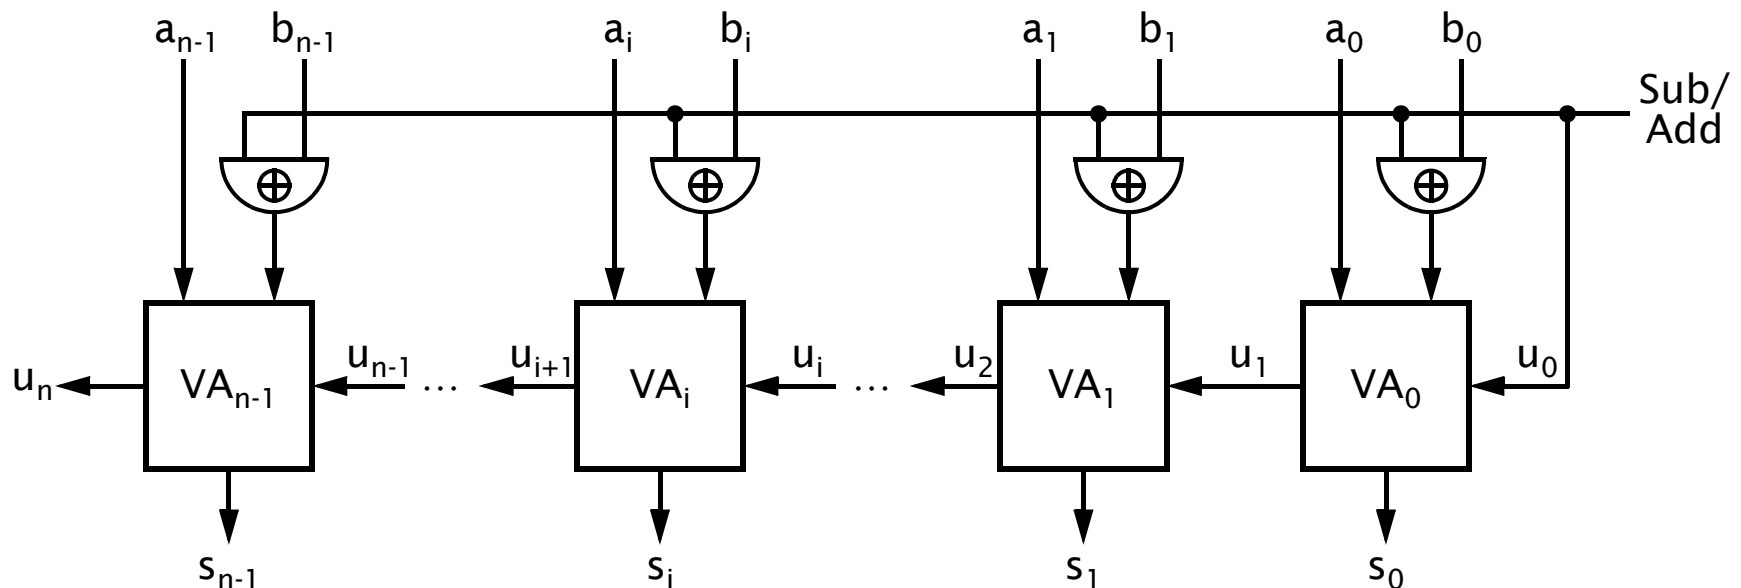 a_{n-1} b_{n-1} a_i b_i a_1 b_1 a_0 b_0
Sub/
Add
u_n VA_{n-1} u_{n-1} ... u_{i+1} VA_i u_i ... u_2 VA_1 u_1 VA_0 u_0
s_{n-1} s_i s_1 s_0